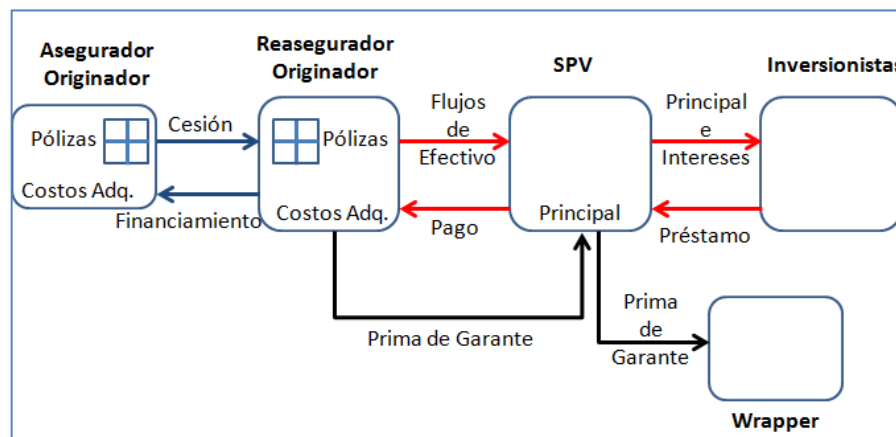 Asegurador
Originador
Reasegurador
Originador
SPV
Inversionistas
Pólizas
Cesión
Pólizas
Flujos
de
Efectivo
Principal
e
Intereses
Costos Adq.
Financiamiento
Costos Adq.
Pago
Principal
Préstamo
Prima de Garante
Prima
de
Garante
Wrapper